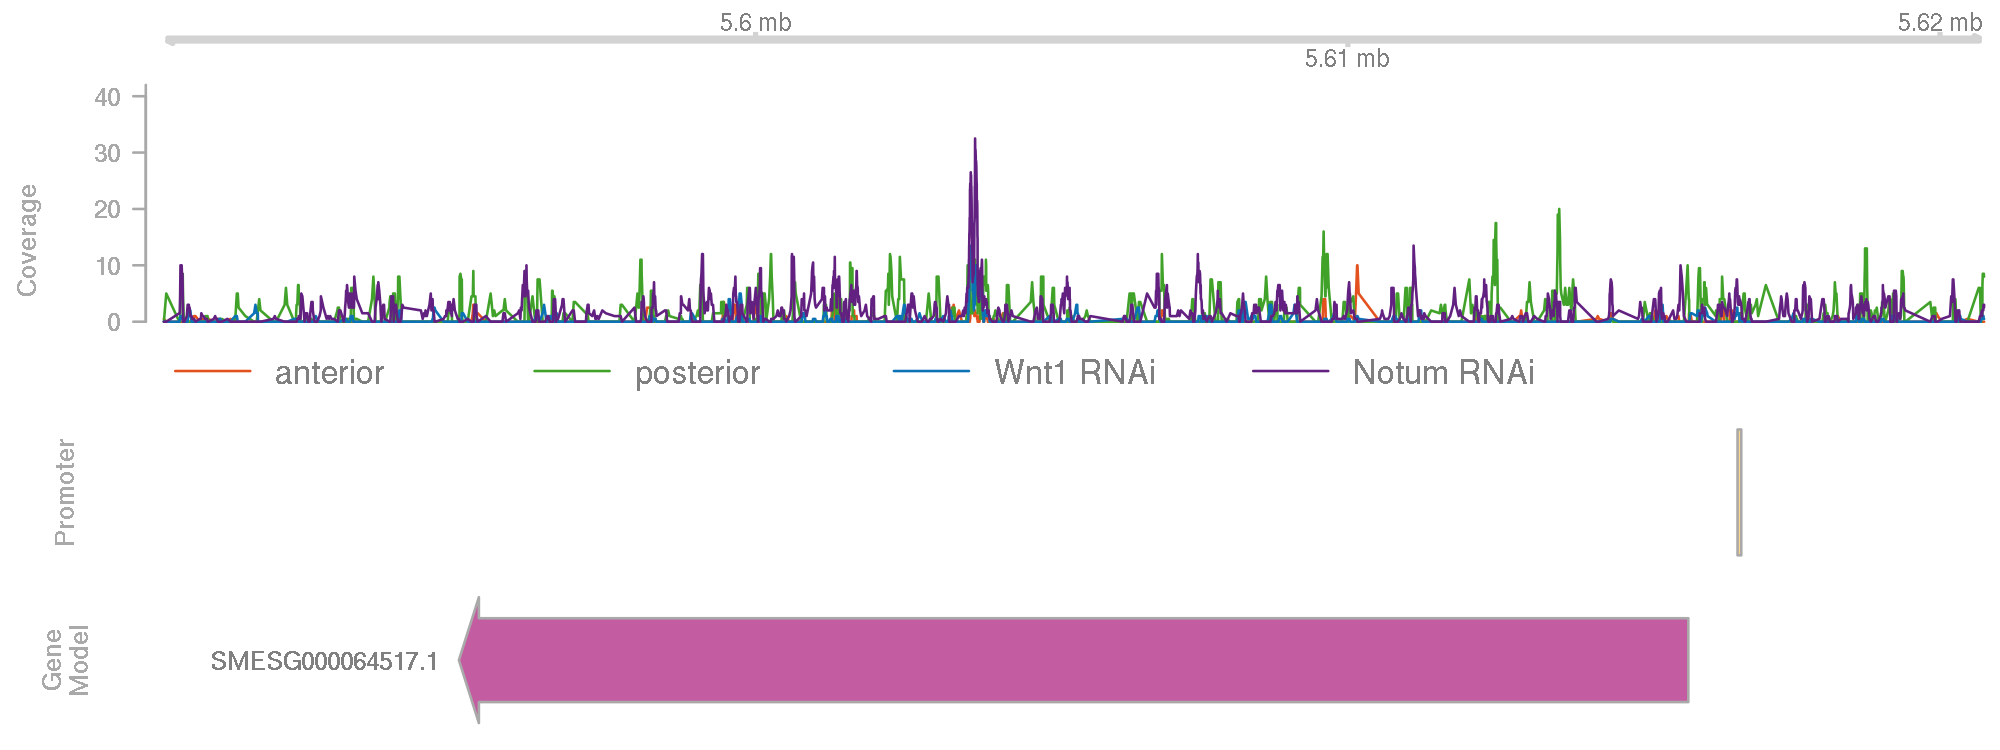 5.6 mb
5.62 mb
5.61 mb
Coverage
40
30
20
10
0
anterior
posterior
Wnt1 RNAi
Notum RNAi
Promoter
Gene
Model
SMESG000064517.1